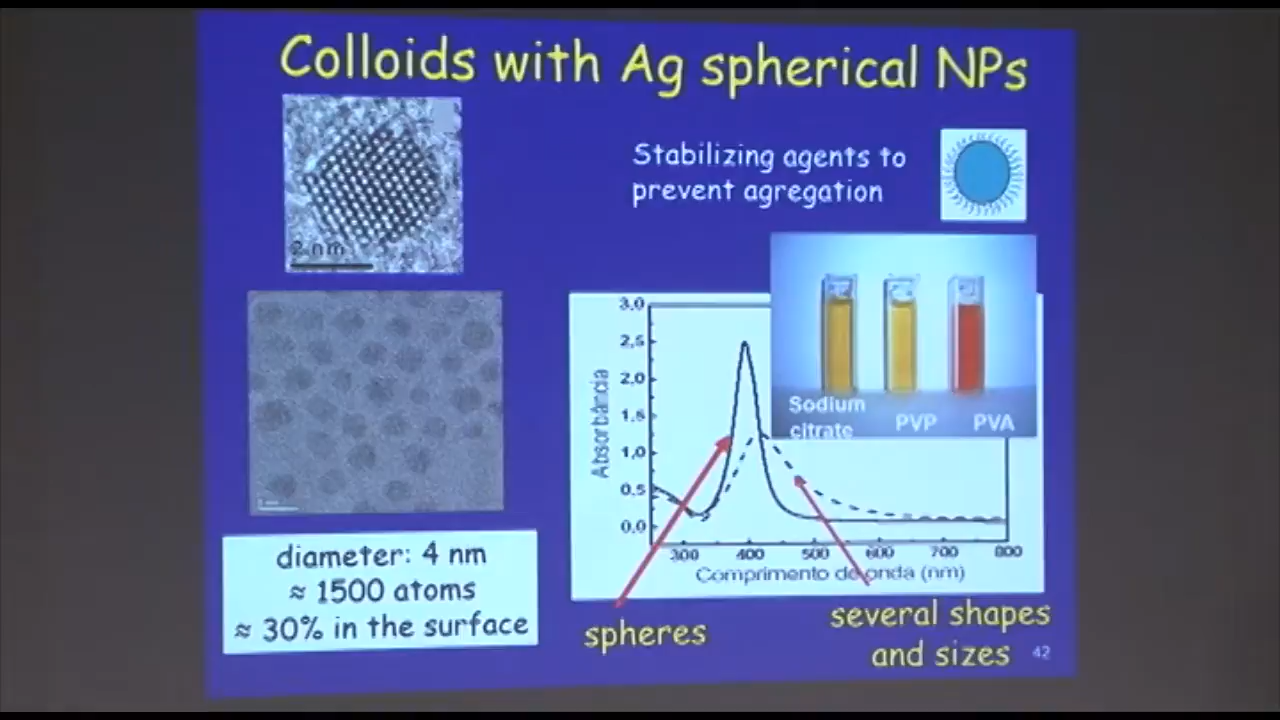 Colloids with Ag spherical NPs
2 nm
Stabilizing agents to
prevent agregation
Sodium
citrate
PVP
PVA
3,0
2,5
2,0
1,5
1,0
0,5
0,0
Absorbância
300 400 500 600 700 800
Comprimento de onda (nm)
diameter: 4 nm
≈ 1500 atoms
≈ 30% in the surface
spheres
several shapes
and sizes
42